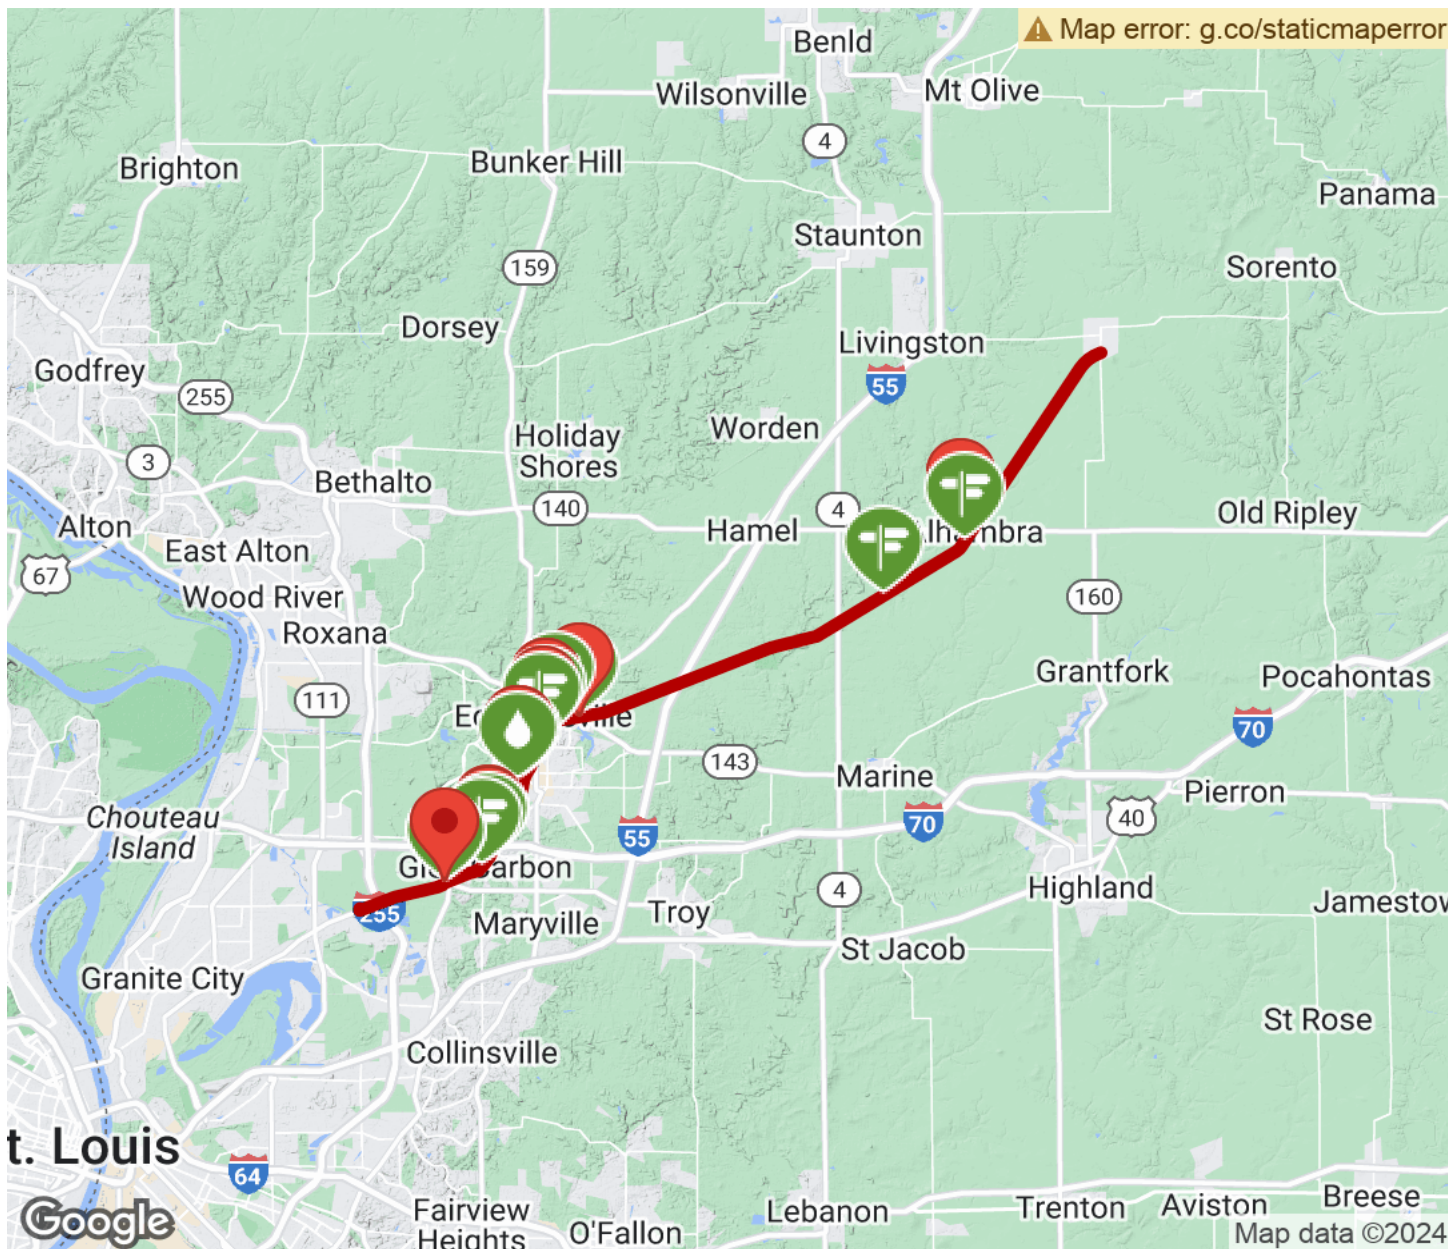 Map error: g.co/staticmaperror
Benld
Wilsonville
Mt Olive
4
Brighton
Bunker Hill
Panama
Staunton
159
Sorento
Dorsey
Livingston
Godfrey
55
255
Worden
Holiday
Shores
3
Bethalto
140
4
Old Ripley
Alton
Hamel
East Alton
67
Wood River
160
Roxana
Grantfork
Pocahontas
111
70
143
Marine
Pierron
Chouteau
Island
55
70
40
4
Highland
255
Maryville
Troy
Jamestow
St Jacob
Granite City
St Rose
Collinsville
t. Louis
64
Fairview
Heights
O'Fallon
Lebanon
Trenton
Aviston
Breese
Google
Map data ©2024